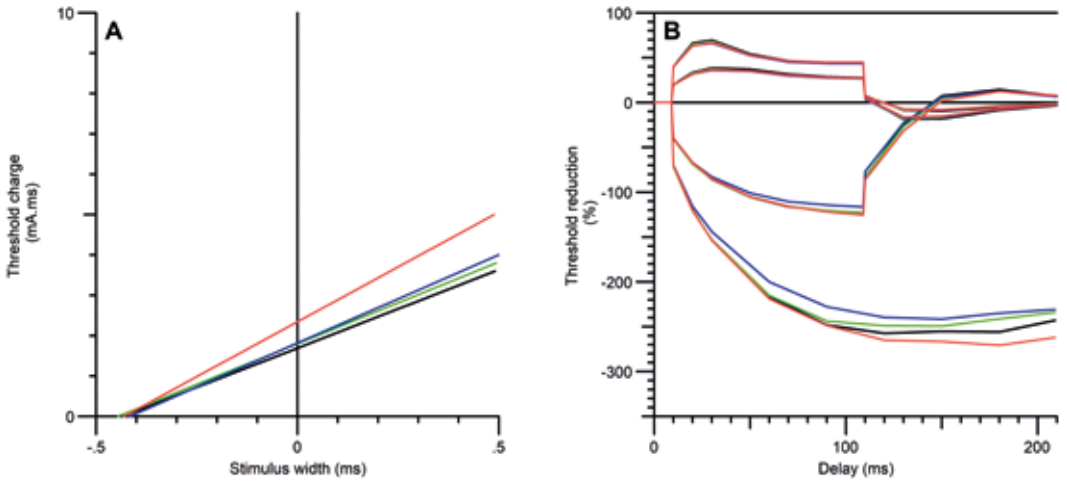 A
10
0
-.5
0
.5
Threshold charge
(mA.ms)
Stimulus width (ms)
B
100
0
-100
-200
-300
0
100
200
Threshold reduction
(%)
Delay (ms)